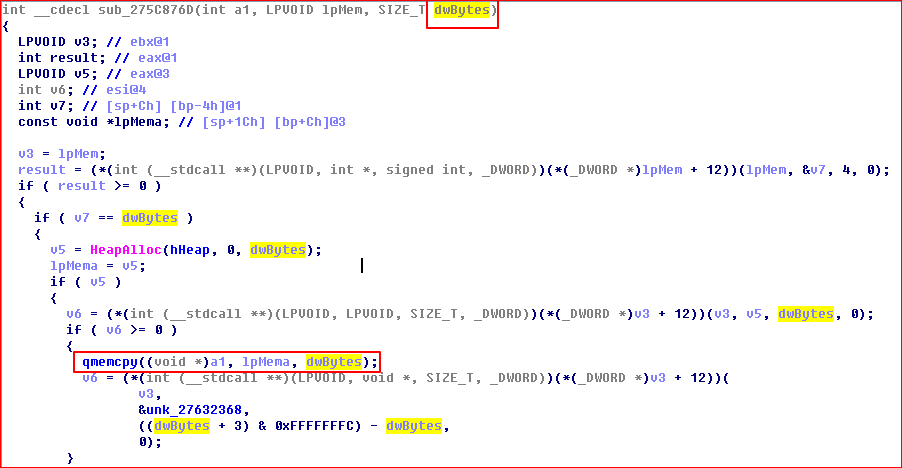 int __cdecl sub_275C876D(int a1, LPVOID lpMem, SIZE_T dwBytes)
{
LPVOID v3; // ebx@1
int result; // eax@1
LPVOID v5; // eax@3
int v6; // esi@4
int v7; // [sp+Ch] [bp-4h]@1
const void *lpMema; // [sp+1Ch] [bp+Ch]@3
v3 = lpMem;
result = (*(int (__stdcall **)(LPVOID, int *, signed int, _DWORD))(*(_DWORD *)lpMem + 12))(lpMem, &v7, 4, 0);
if ( result >= 0 )
{
if ( v7 == dwBytes )
{
v5 = HeapAlloc(hHeap, 0, dwBytes);
lpMema = v5;
if ( v5 )
{
v6 = (*(int (__stdcall **)(LPVOID, LPVOID, SIZE_T, _DWORD))(*(_DWORD *)v3 + 12))(v3, v5, dwBytes, 0);
if ( v6 >= 0 )
{
qmemcpy((void *)a1, lpMema, dwBytes);
v6 = (*(int (__stdcall **)(LPVOID, void *, SIZE_T, _DWORD))(*(_DWORD *)v3 + 12))(
v3,
&unk_27632368,
((dwBytes + 3) & 0xFFFFFFFC) - dwBytes,
0);
}